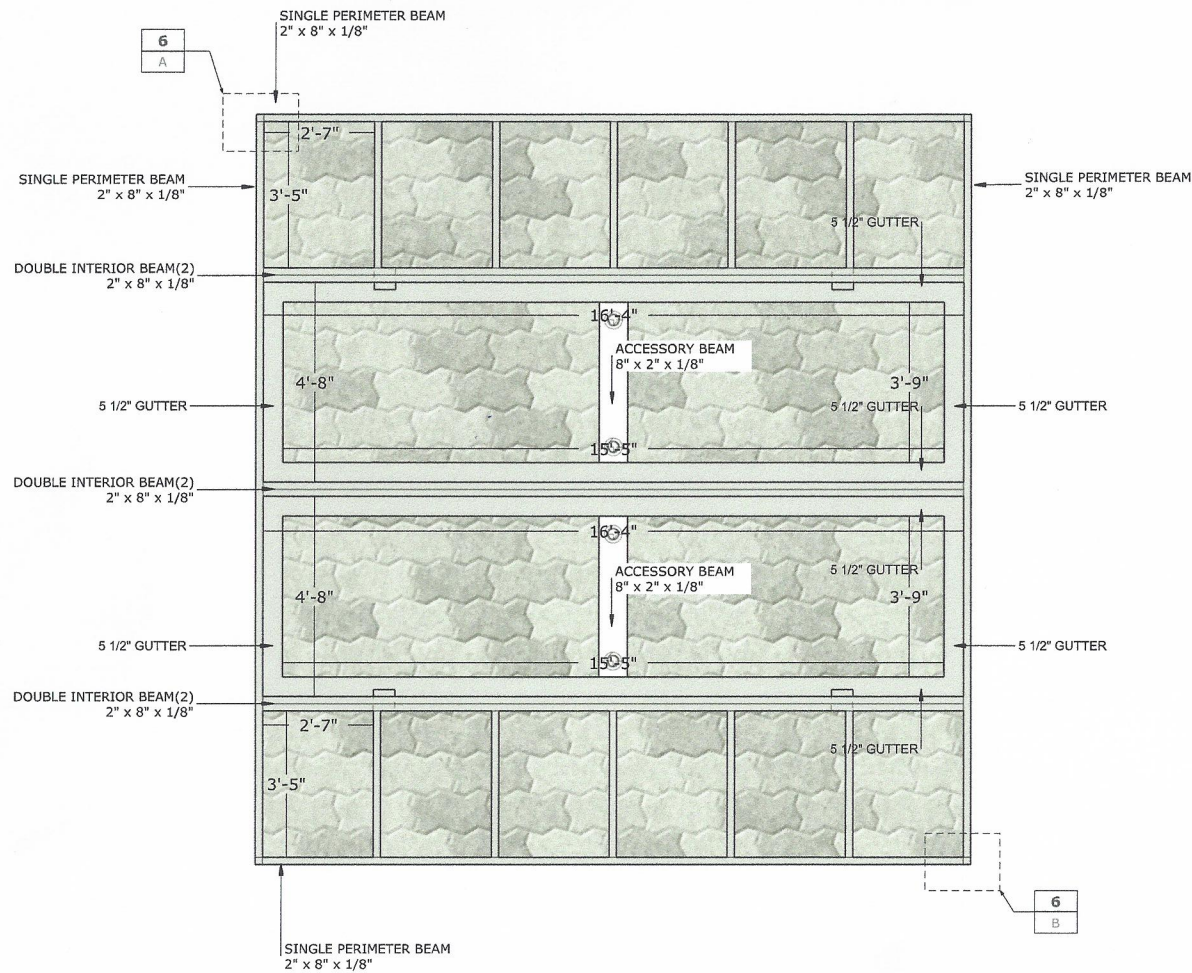 SINGLE PERIMETER BEAM
2" x 8" x 1/8"
6
A
2'-7"
SINGLE PERIMETER BEAM
2" x 8" x 1/8"
3'-5"
SINGLE PERIMETER BEAM
2" x 8" x 1/8"
5 1/2" GUTTER
DOUBLE INTERIOR BEAM(2)
2" x 8" x 1/8"
16'-4"
ACCESSORY BEAM
8" x 2" x 1/8"
4'-8"
3'-9"
5 1/2" GUTTER
5 1/2" GUTTER
5 1/2" GUTTER
15'-5"
DOUBLE INTERIOR BEAM(2)
2" x 8" x 1/8"
16'-4"
ACCESSORY BEAM
8" x 2" x 1/8"
5 1/2" GUTTER
4'-8"
3'-9"
5 1/2" GUTTER
5 1/2" GUTTER
15'-5"
DOUBLE INTERIOR BEAM(2)
2" x 8" x 1/8"
2'-7"
5 1/2" GUTTER
3'-5"
6
B
SINGLE PERIMETER BEAM
2" x 8" x 1/8"